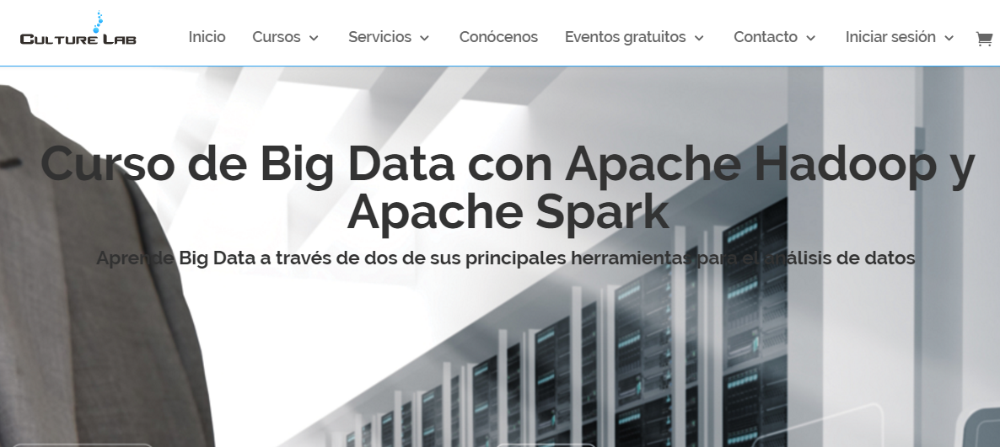 CULTURE LAB
Inicio Cursos Servicios Conócenos Eventos gratuitos Contacto Iniciar sesión
Curso de Big Data con Apache Hadoop y
Apache Spark
Aprende Big Data a través de dos de sus principales herramientas para el análisis de datos